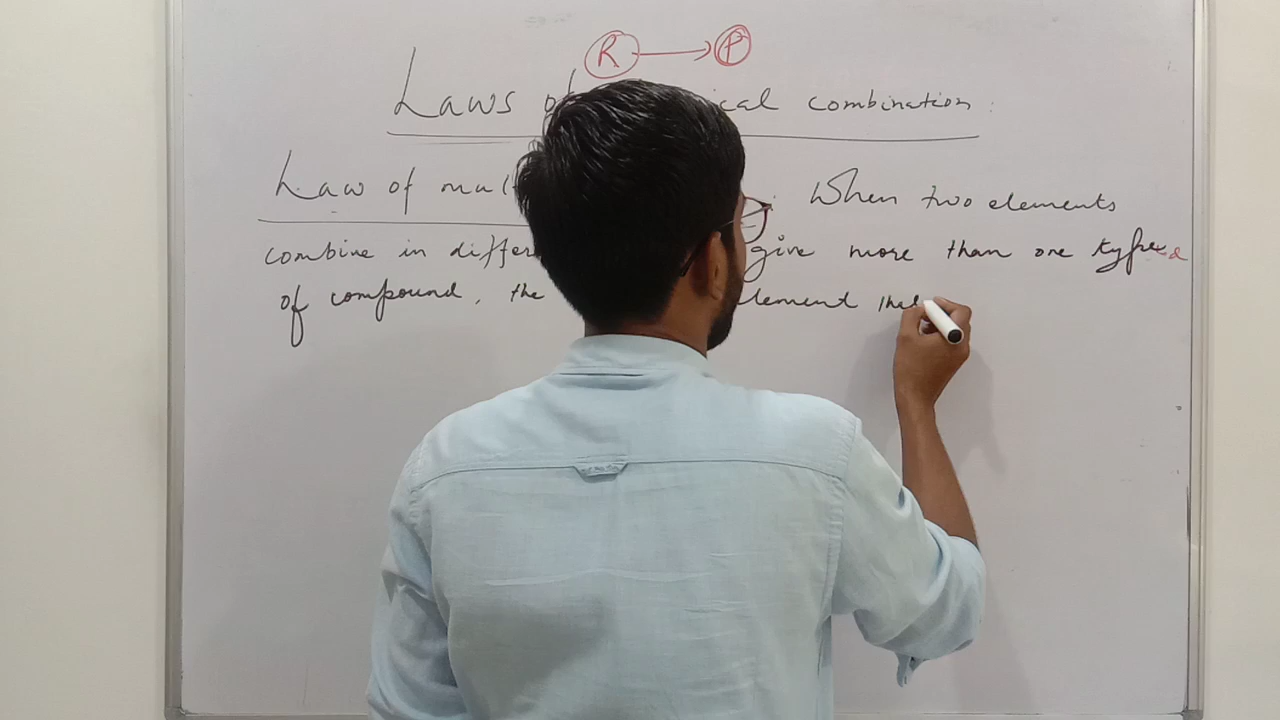 R → P
Laws of ical combination :
Law of mul : When two elements
combine in differ give more than one type
of compound, the lement that